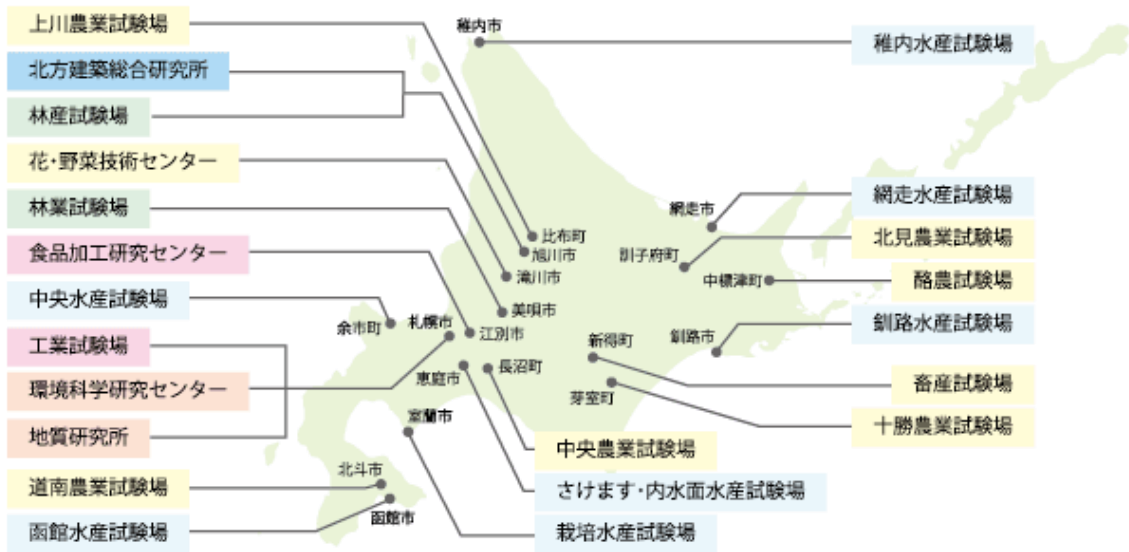 上川農業試験場
北方建築総合研究所
林産試験場
花・野菜技術センター
林業試験場
食品加工研究センター
中央水産試験場
工業試験場
環境科学研究センター
地質研究所
道南農業試験場
函館水産試験場
稚内市
比布町
旭川市
滝川市
美唄市
江別市
札幌市
余市町
恵庭市
長沼町
室蘭市
北斗市
函館市
網走市
訓子府町
中標津町
釧路市
新得町
芽室町
稚内水産試験場
網走水産試験場
北見農業試験場
酪農試験場
釧路水産試験場
畜産試験場
十勝農業試験場
中央農業試験場
さけます・内水面水産試験場
栽培水産試験場